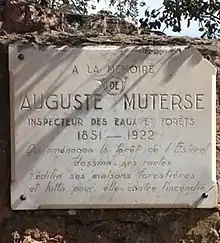 A LA MÉMOIRE
DE
AUGUSTE MUTERSE
INSPECTEUR DES EAUX ET FORÊTS
1851 — 1922
Qui aménagea la forêt de l'Esterel
dessina ses routes
édifia ses maisons forestières
et lutta pour elle contre l'incendie